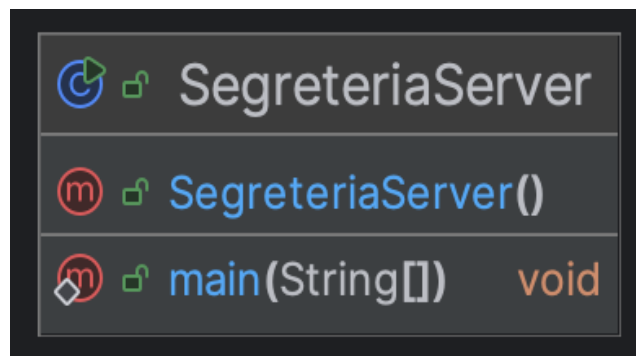 SegreteriaServer
SegreteriaServer()
main(String[]) void